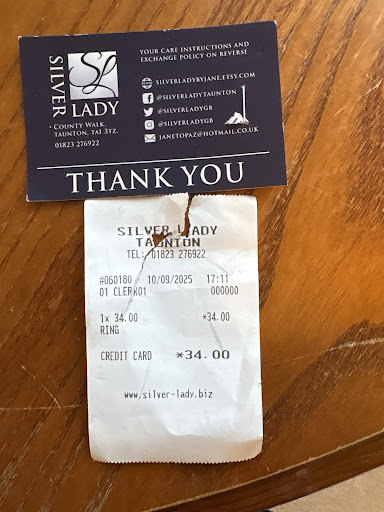 SILVER
SL
LADY
YOUR CARE INSTRUCTIONS AND
EXCHANGE POLICY ON REVERSE
SILVERLADYBYJANE.ETSY.COM
@SILVERLADYTAUNTON
@SILVERLADYGB
@SILVERLADYGB
JANETOPAZ@HOTMAIL.CO.UK
COUNTY WALK,
TAUNTON, TA1 3TZ.
01823 276922
THANK YOU
SILVER LADY
TAUNTON
TEL: 01823 276922
#060180 10/09/2025 17:11
01 CLERK01 000000
1x 34.00 *34.00
RING
CREDIT CARD *34.00
www.silver-lady.biz